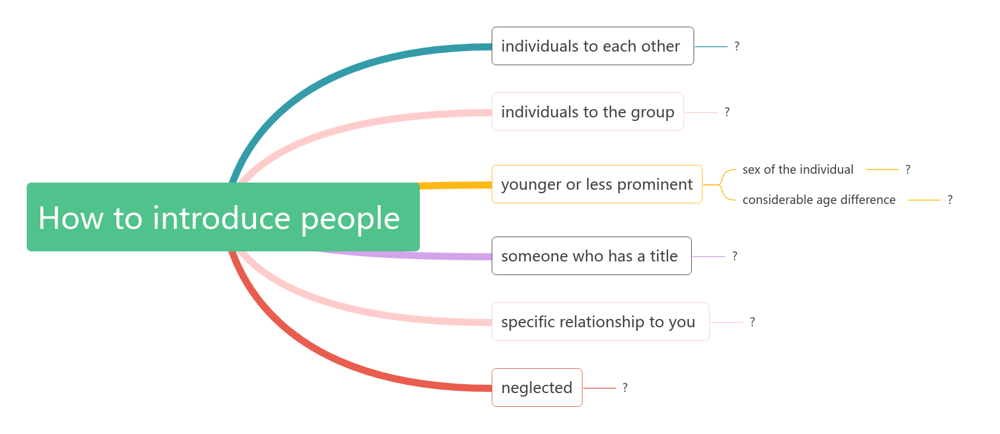 How to introduce people
individuals to each other
?
individuals to the group
?
younger or less prominent
sex of the individual
?
considerable age difference
?
someone who has a title
?
specific relationship to you
?
neglected
?